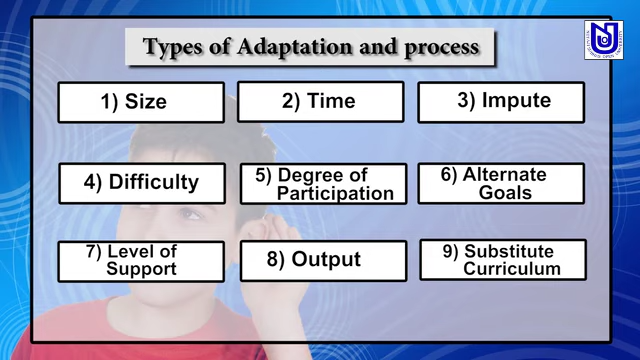 Types of Adaptation and process
1) Size
2) Time
3) Impute
4) Difficulty
5) Degree of
Participation
6) Alternate
Goals
7) Level of
Support
8) Output
9) Substitute
Curriculum